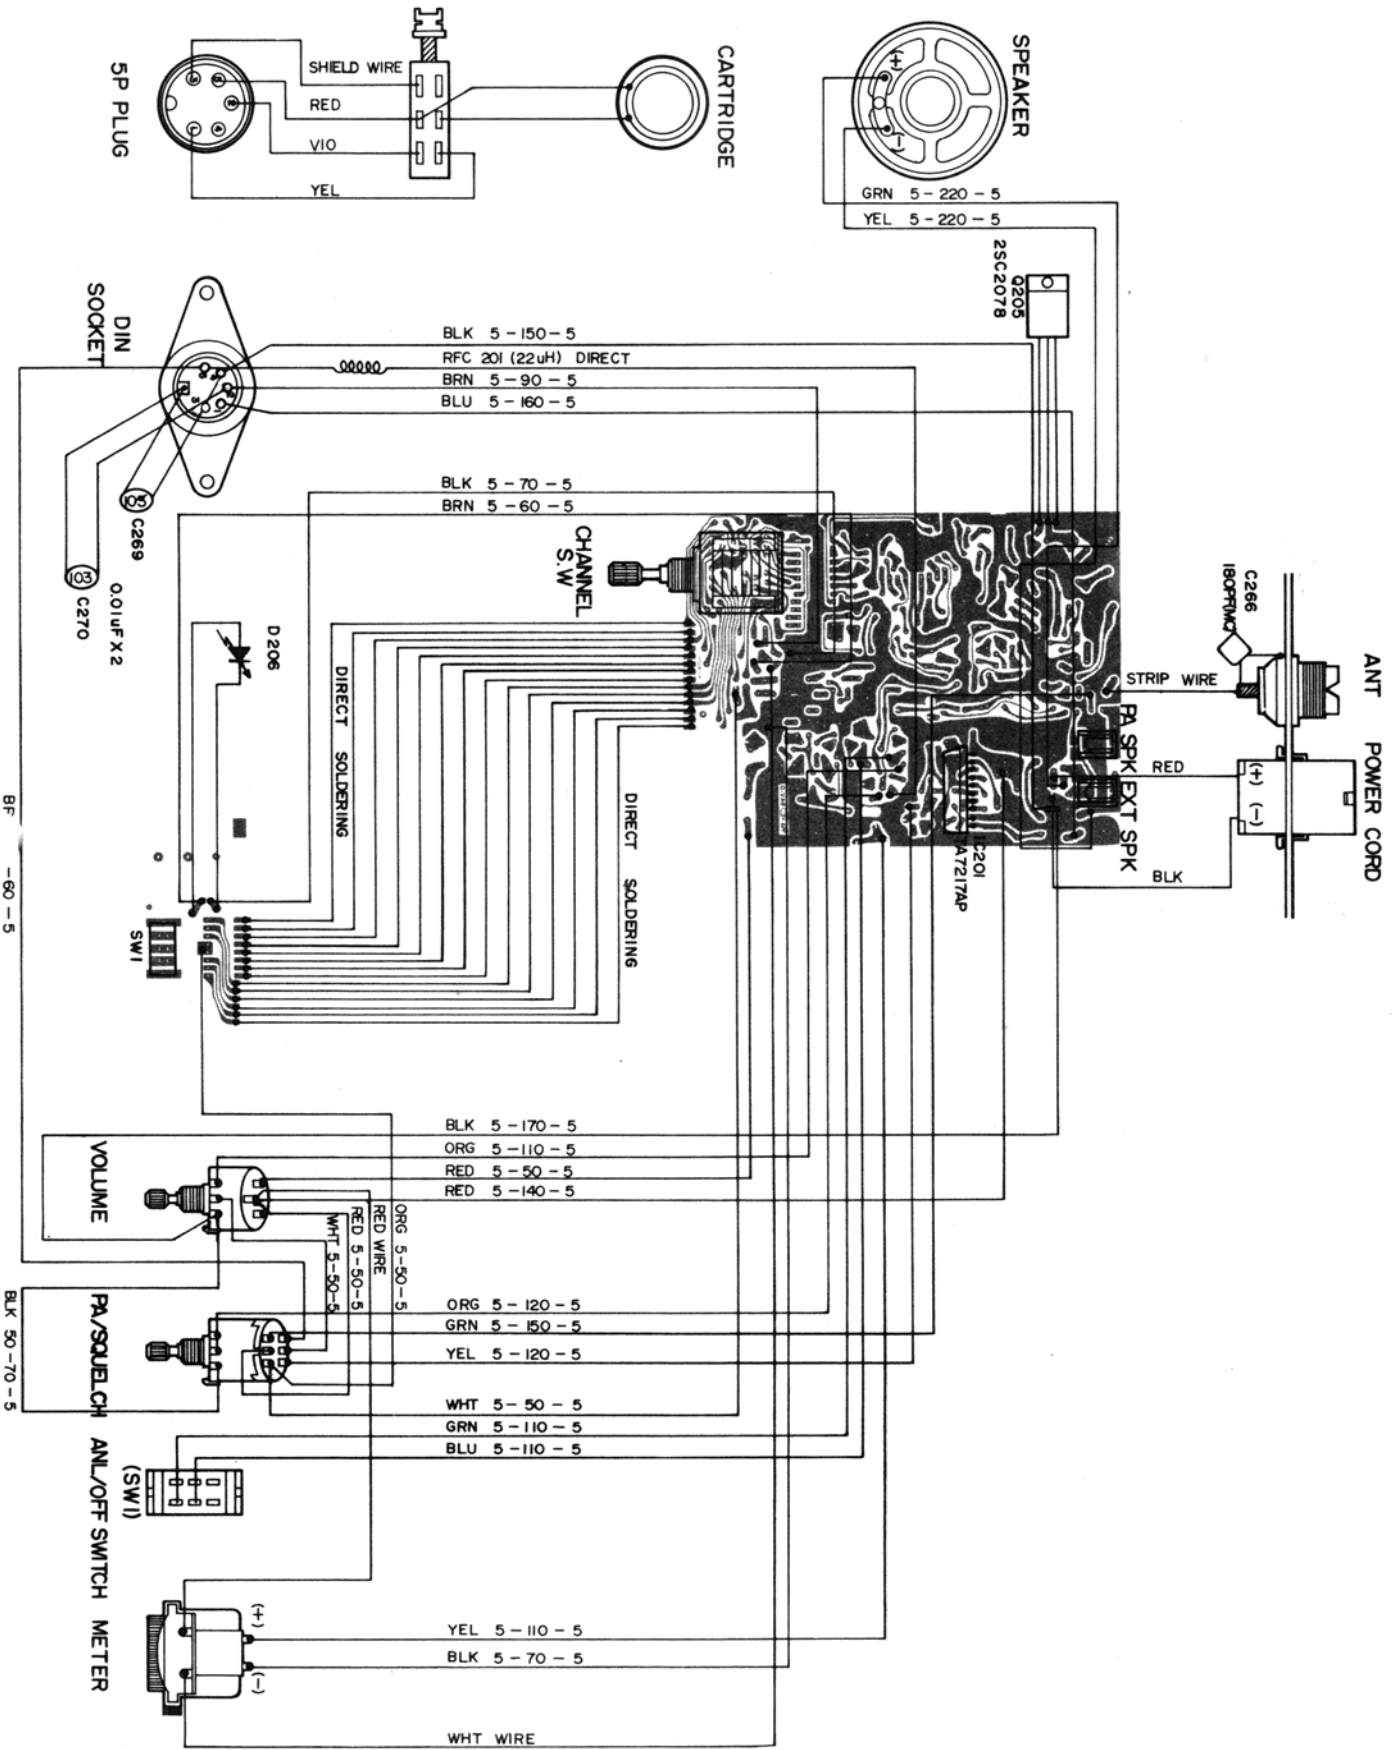 SPEAKER
(+)
(-)
CARTRIDGE
5P PLUG
SHIELD WIRE
RED
VIO
YEL
GRN 5-220-5
YEL 5-220-5
Q205
2SC2078
DIN
SOCKET
BLK 5-150-5
RFC 201 (22uH) DIRECT
BRN 5-90-5
BLU 5-160-5
BLK 5-70-5
BRN 5-60-5
103
C269
103
C270
0.01uF X 2
CHANNEL
S.W
D206
DIRECT SOLDERING
DIRECT SOLDERING
C266
ANT
POWER CORD
STRIP WIRE
(+)
(-)
RED
BLK
PA SPK
EXT SPK
IC201
TA7217AP
SW1
-60-5
BLK 5-170-5
ORG 5-110-5
RED 5-50-5
RED 5-140-5
VOLUME
WHT 5-50-5
RED 5-50-5
RED WIRE
ORG 5-50-5
ORG 5-120-5
GRN 5-150-5
YEL 5-120-5
PA/SQUELCH
BLK 50-70-5
WHT 5-50-5
GRN 5-110-5
BLU 5-110-5
ANL/OFF SWITCH
(SW1)
METER
(+)
(-)
YEL 5-110-5
BLK 5-70-5
WHT WIRE